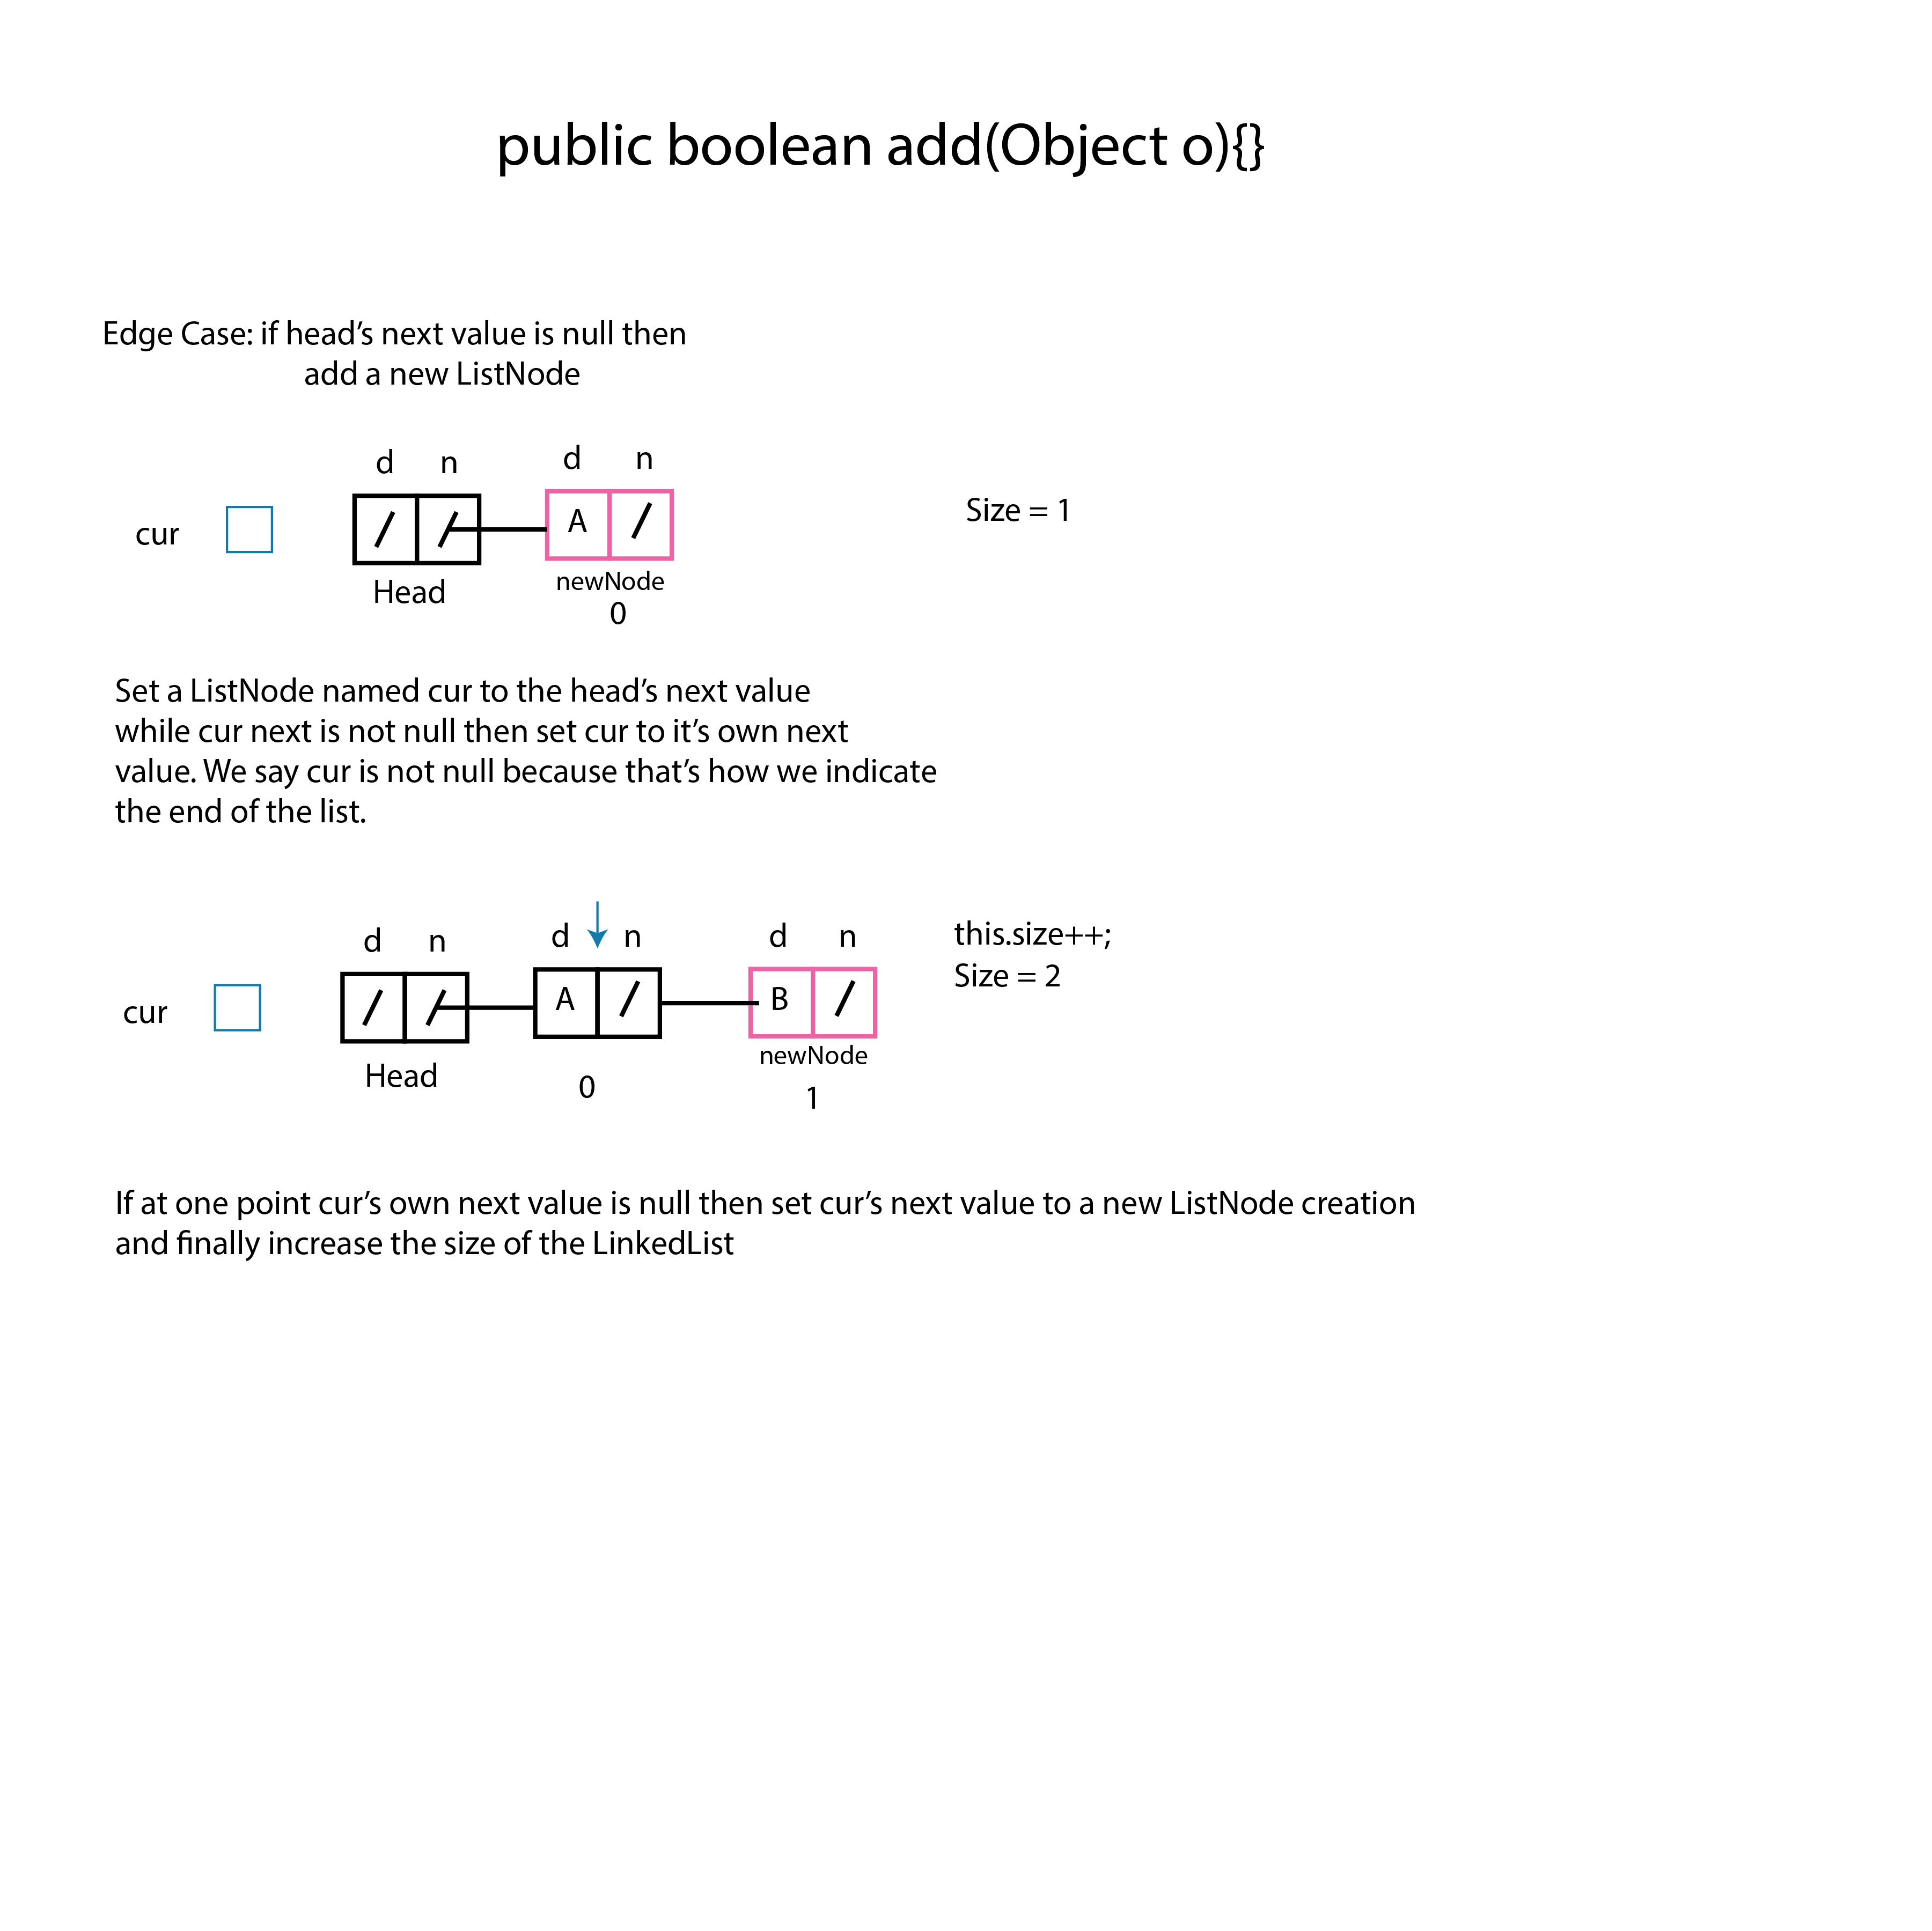 public boolean add(Object o){}
Edge Case: if head’s next value is null then
add a new ListNode
d n d n
cur A Size = 1
Head newNode
0
Set a ListNode named cur to the head’s next value
while cur next is not null then set cur to it’s own next
value. We say cur is not null because that’s how we indicate
the end of the list.
d n d n d n this.size++;
cur A B Size = 2
Head 0 newNode
1
If at one point cur’s own next value is null then set cur’s next value to a new ListNode creation
and finally increase the size of the LinkedList